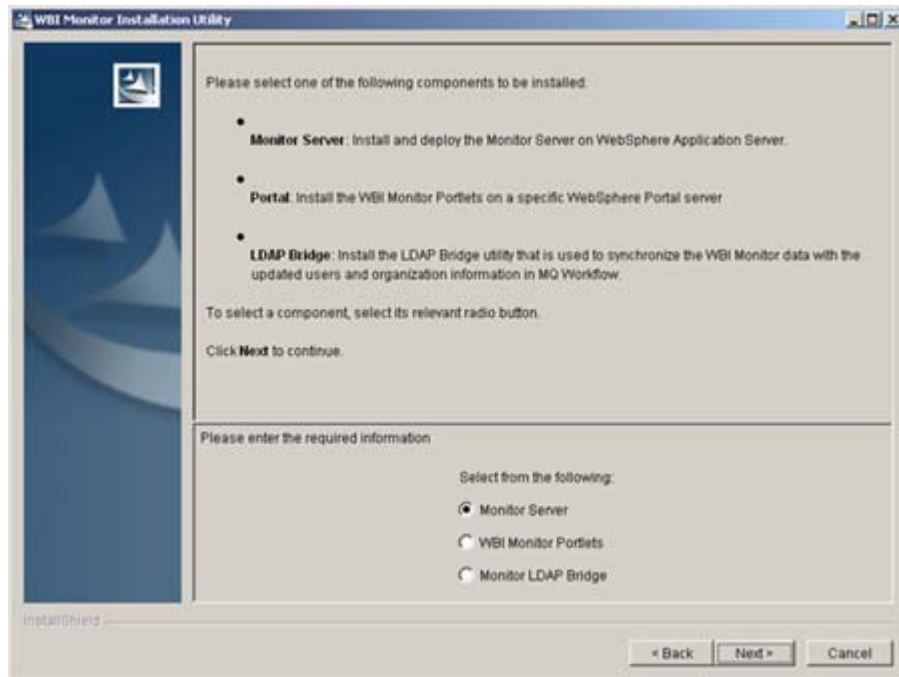 WBI Monitor Installation Utility
Please select one of the following components to be installed:
Monitor Server: Install and deploy the Monitor Server on WebSphere Application Server.
Portal: Install the WBI Monitor Portlets on a specific WebSphere Portal server
LDAP Bridge: Install the LDAP Bridge utility that is used to synchronize the WBI Monitor data with the
updated users and organization information in MQ Workflow.
To select a component, select its relevant radio button.
Click Next to continue.
Please enter the required information
Select from the following:
Monitor Server
WBI Monitor Portlets
Monitor LDAP Bridge
InstallShield
< Back
Next >
Cancel